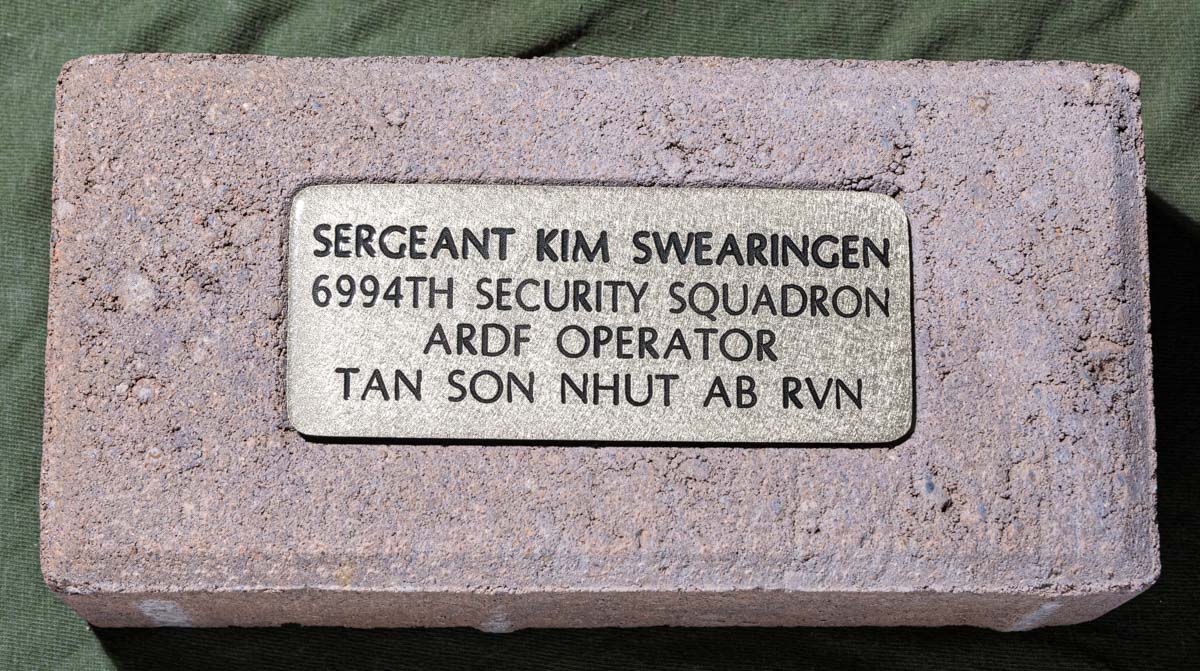 SERGEANT KIM SWEARINGEN
6994TH SECURITY SQUADRON
ARDF OPERATOR
TAN SON NHUT AB RVN